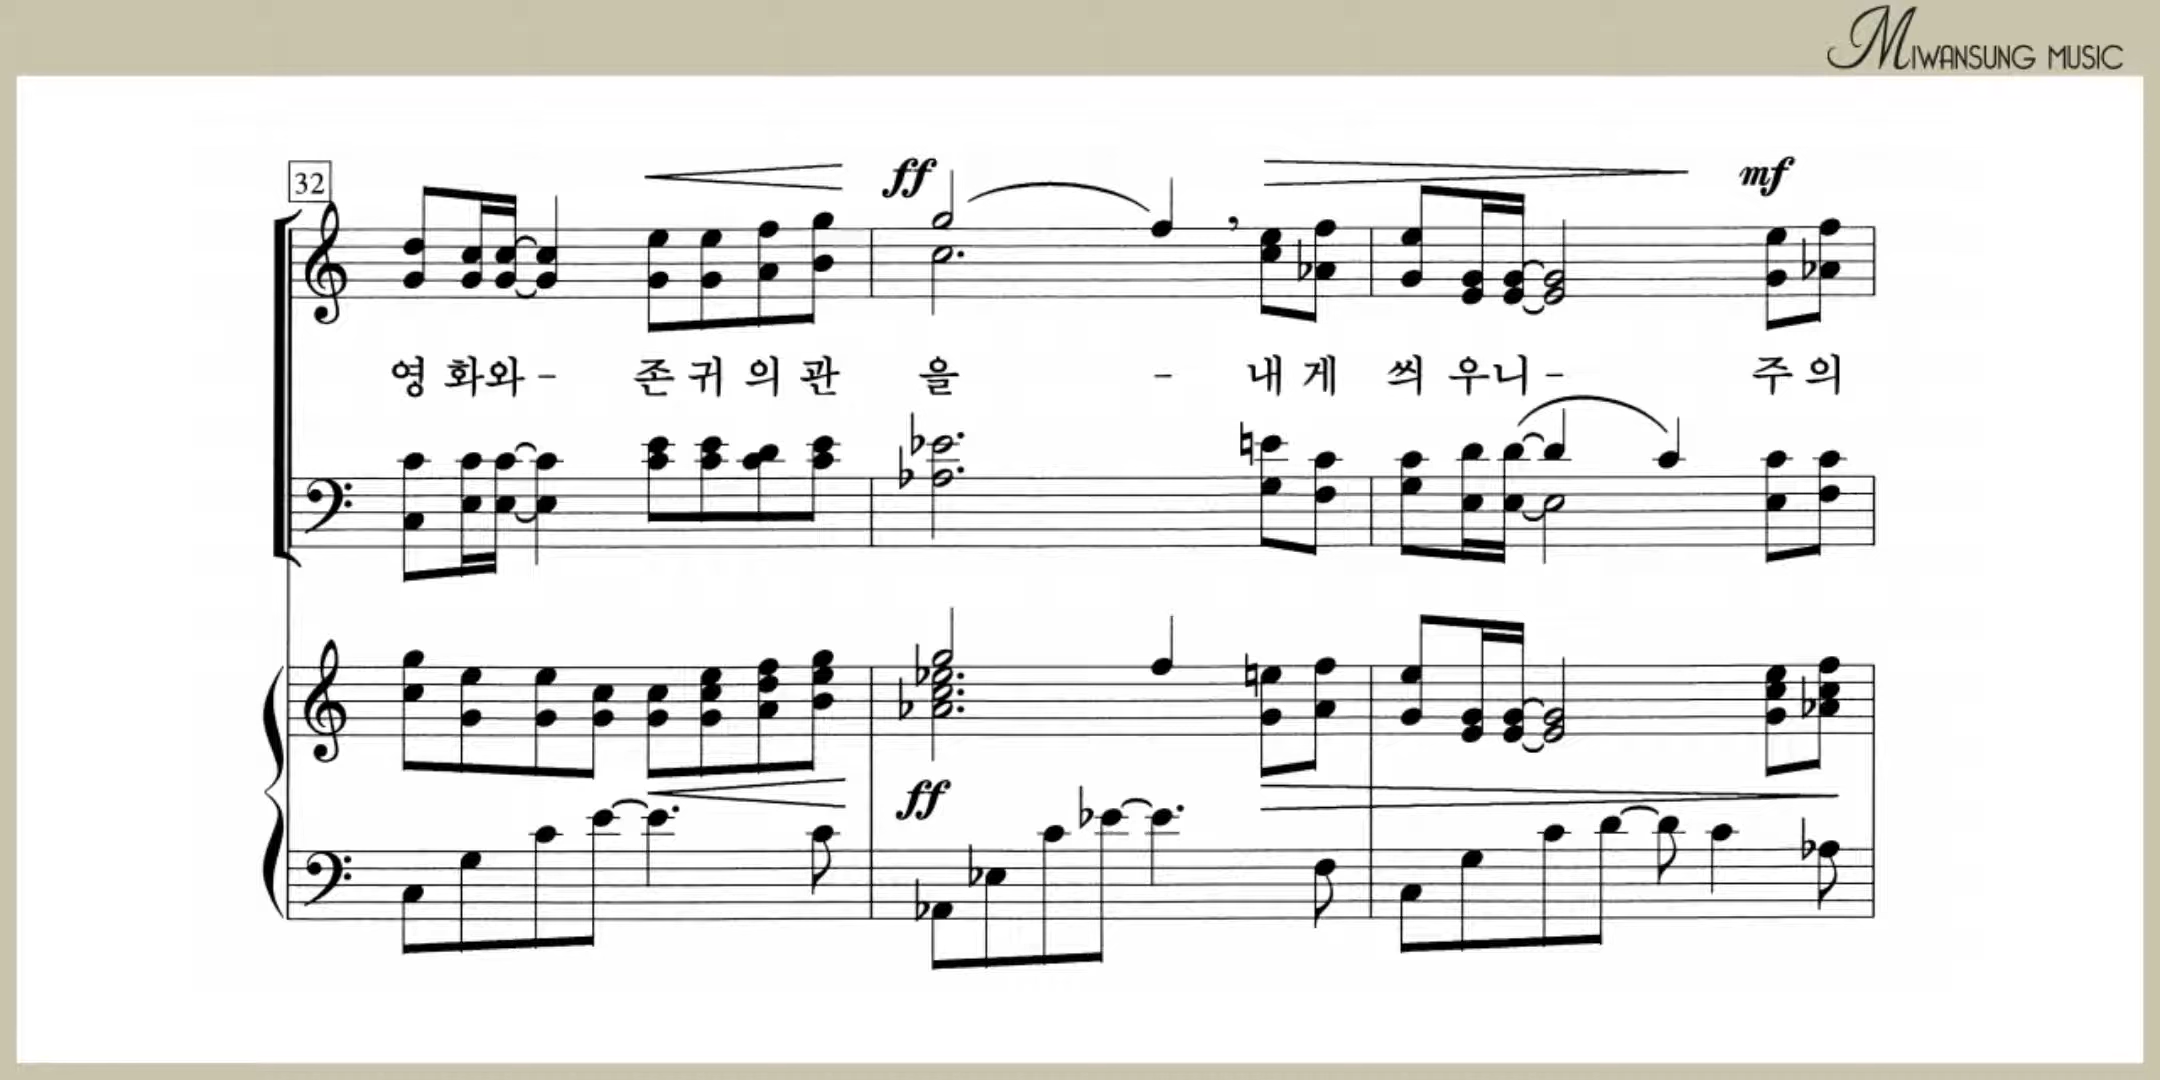 MIWANSUNG MUSIC
32
ff
mf
영 화와 - 존 귀 의 관 을 - 내 게 씌 우니 - 주 의
ff